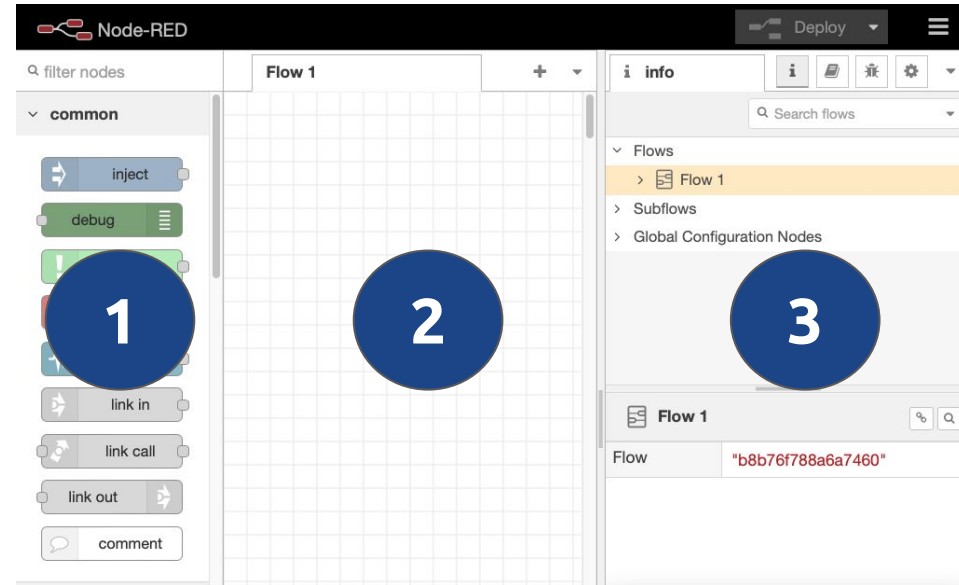 Node-RED
Deploy
filter nodes
Flow 1
i info
i
common
Search flows
inject
Flows
Flow 1
debug
Subflows
Global Configuration Nodes
1
2
3
link in
Flow 1
link call
Flow
"b8b76f788a6a7460"
link out
comment